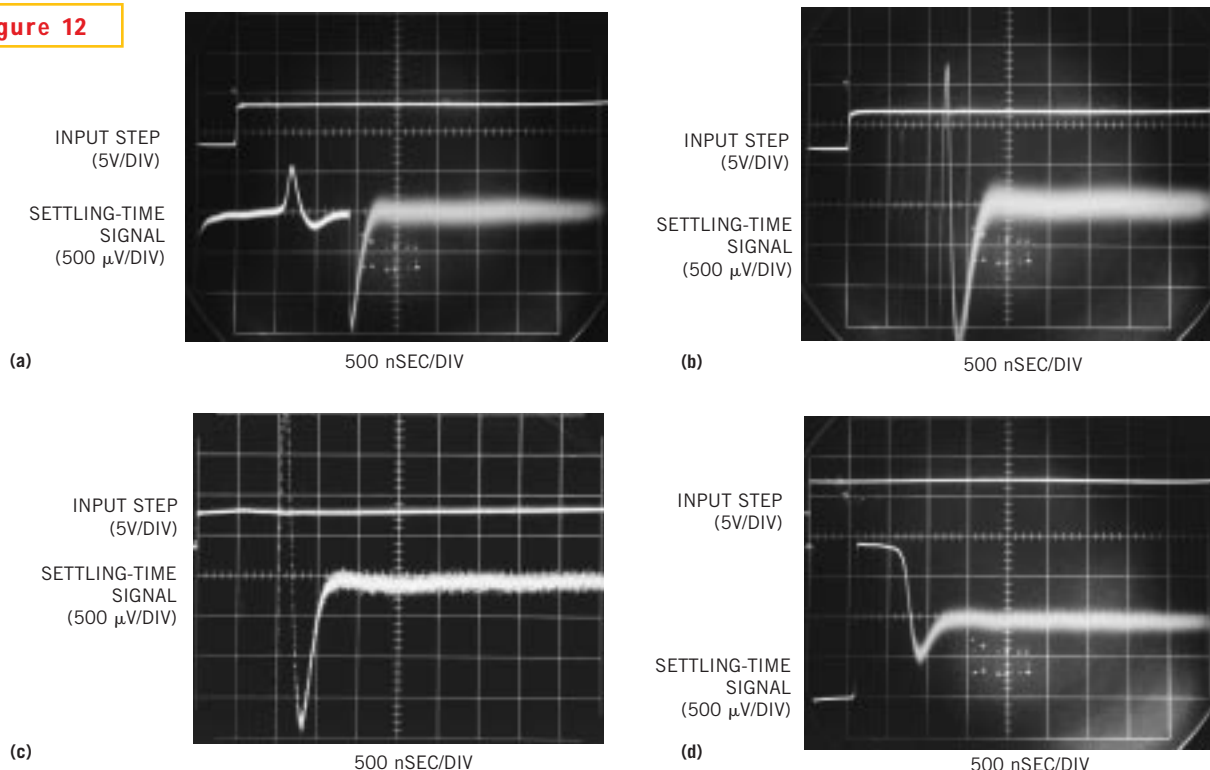 gure 12
INPUT STEP
(5V/DIV)
SETTLING-TIME
SIGNAL
(500 µV/DIV)
(a)
500 nSEC/DIV
INPUT STEP
(5V/DIV)
SETTLING-TIME
SIGNAL
(500 µV/DIV)
(b)
500 nSEC/DIV
INPUT STEP
(5V/DIV)
SETTLING-TIME
SIGNAL
(500 µV/DIV)
(c)
500 nSEC/DIV
INPUT STEP
(5V/DIV)
SETTLING-TIME
SIGNAL
(500 µV/DIV)
(d)
500 nSEC/DIV